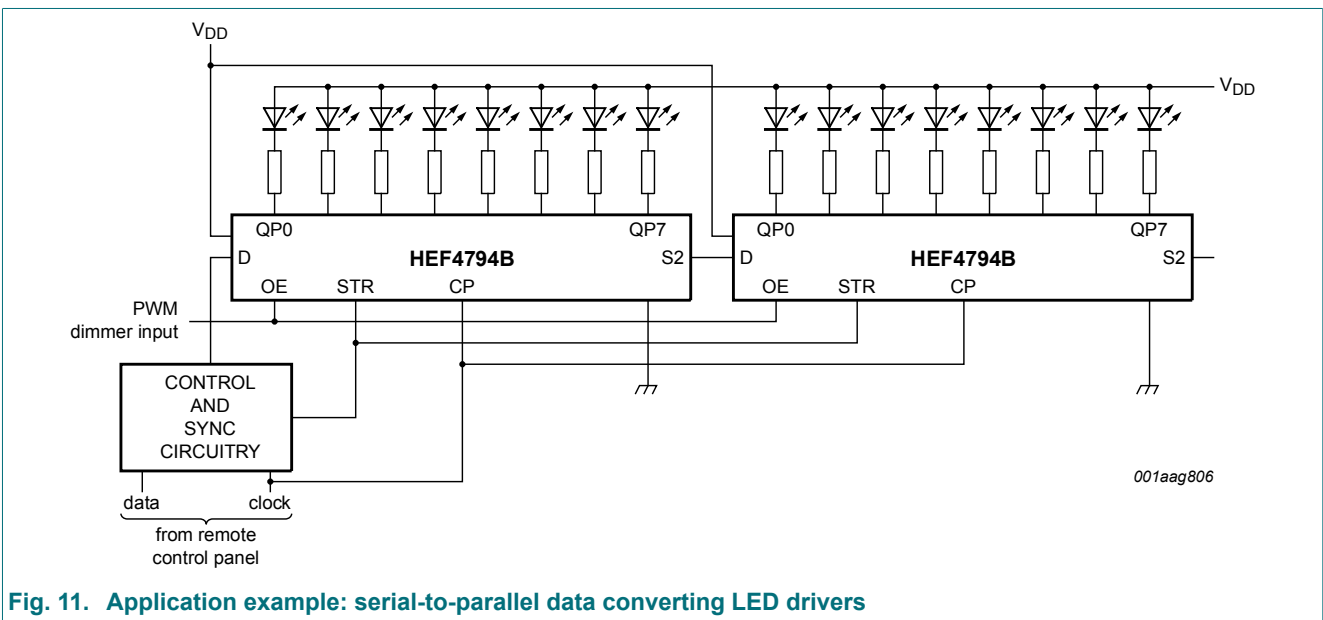 VDD
VDD
QP0 QP7 QP0 QP7
D HEF4794B S2 D HEF4794B S2
OE STR CP OE STR CP
PWM
dimmer input
CONTROL
AND
SYNC
CIRCUITRY
001aag806
data clock
from remote
control panel
Fig. 11. Application example: serial-to-parallel data converting LED drivers